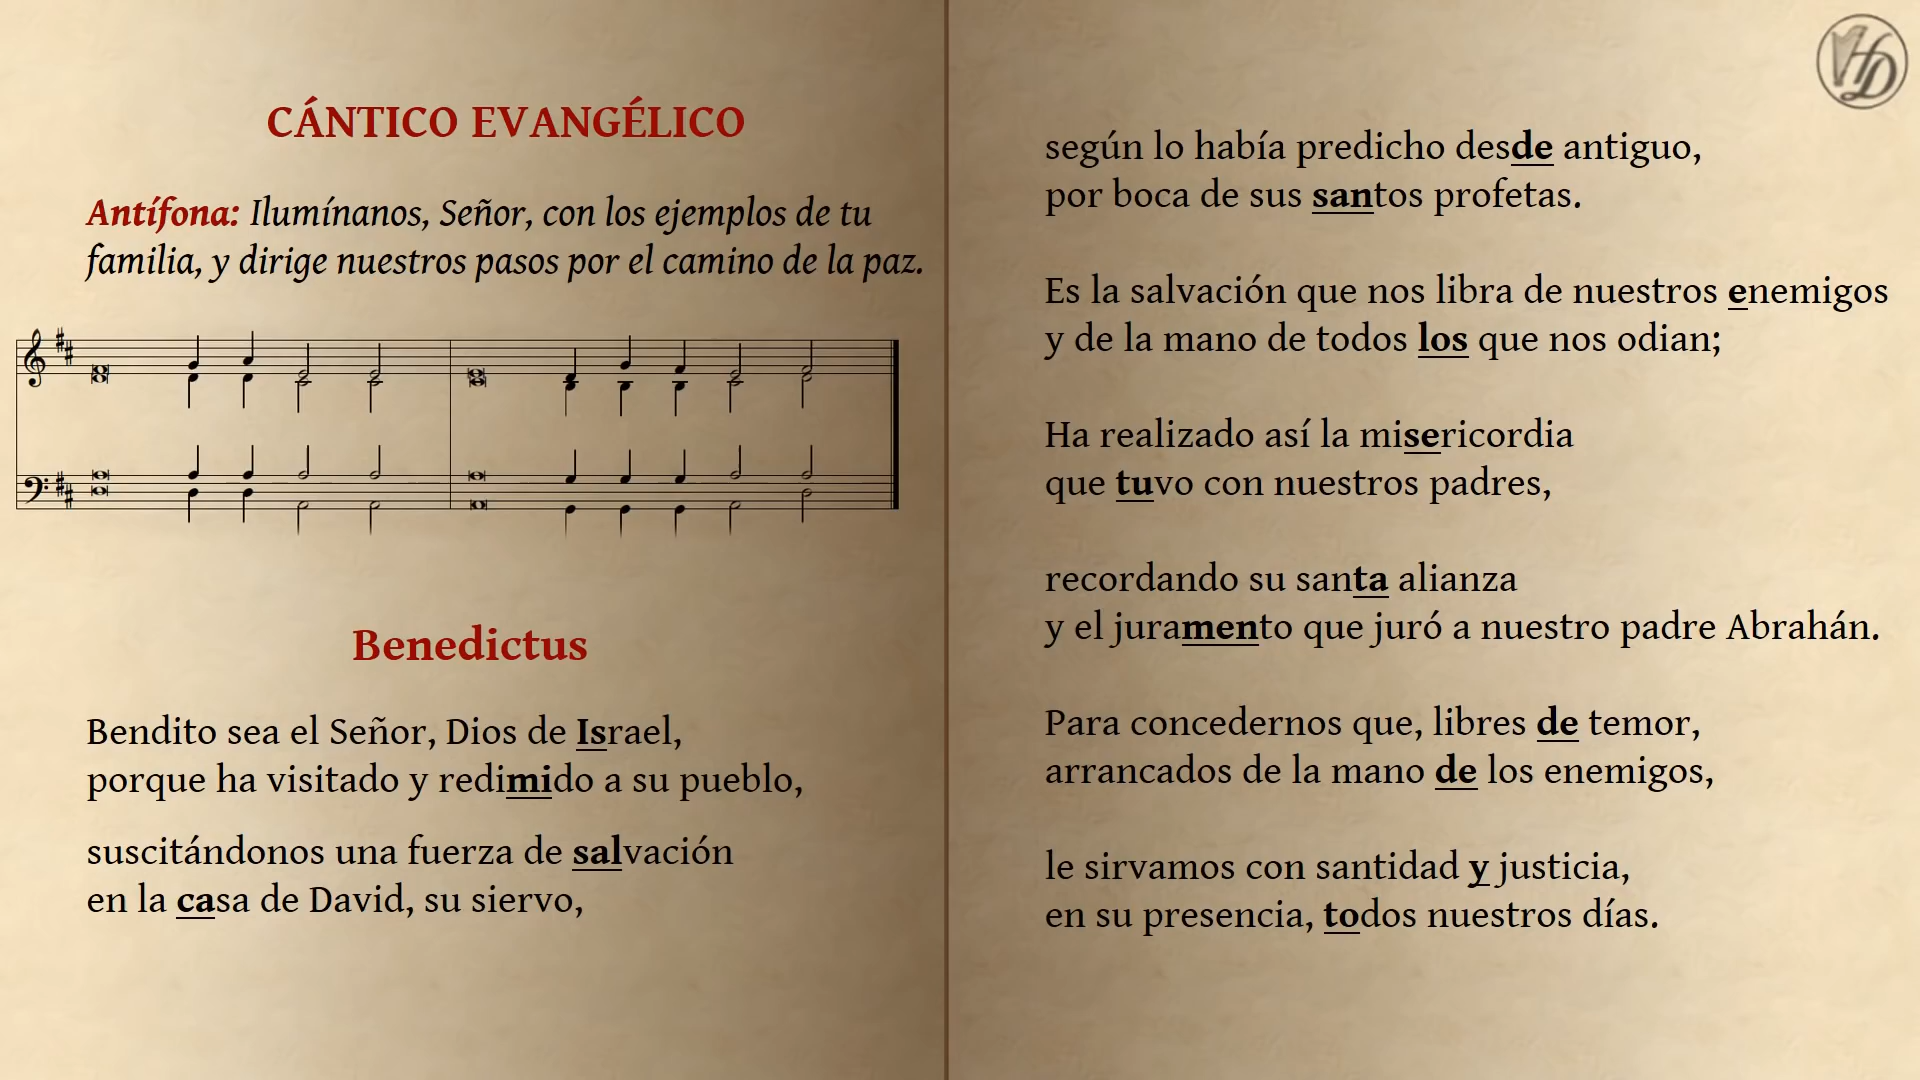 CÁNTICO EVANGÉLICO
Antífona: Ilumínanos, Señor, con los ejemplos de tu
familia, y dirige nuestros pasos por el camino de la paz.
Benedictus
Bendito sea el Señor, Dios de Israel,
porque ha visitado y redimido a su pueblo,
suscitándonos una fuerza de salvación
en la casa de David, su siervo,
HD
según lo había predicho desde antiguo,
por boca de sus santos profetas.
Es la salvación que nos libra de nuestros enemigos
y de la mano de todos los que nos odian;
Ha realizado así la misericordia
que tuvo con nuestros padres,
recordando su santa alianza
y el juramento que juró a nuestro padre Abrahán.
Para concedernos que, libres de temor,
arrancados de la mano de los enemigos,
le sirvamos con santidad y justicia,
en su presencia, todos nuestros días.